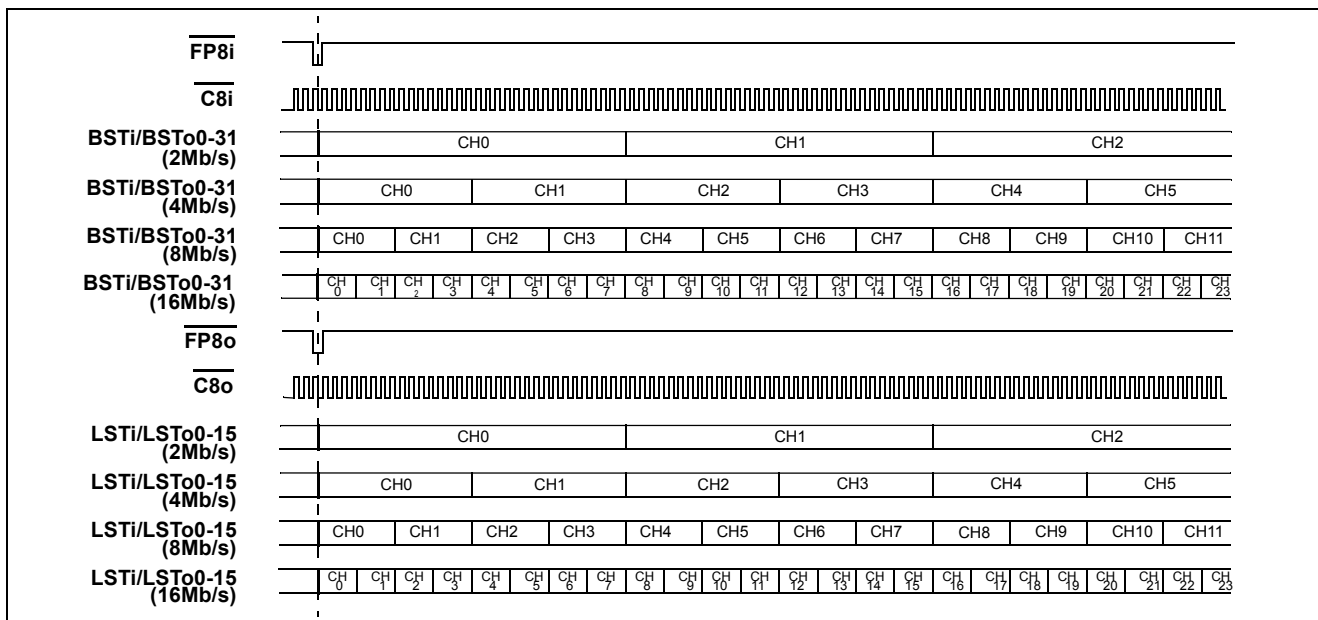 FP8i
C8i
BSTi/BSTo0-31
(2Mb/s)
CH0 CH1 CH2
BSTi/BSTo0-31
(4Mb/s)
CH0 CH1 CH2 CH3 CH4 CH5
BSTi/BSTo0-31
(8Mb/s)
CH0 CH1 CH2 CH3 CH4 CH5 CH6 CH7 CH8 CH9 CH10 CH11
BSTi/BSTo0-31
(16Mb/s)
CH CH CH CH CH CH CH CH CH CH CH CH CH CH CH CH CH CH CH CH CH CH CH CH
0 1 2 3 4 5 6 7 8 9 10 11 12 13 14 15 16 17 18 19 20 21 22 23
FP8o
C8o
LSTi/LSTo0-15
(2Mb/s)
CH0 CH1 CH2
LSTi/LSTo0-15
(4Mb/s)
CH0 CH1 CH2 CH3 CH4 CH5
LSTi/LSTo0-15
(8Mb/s)
CH0 CH1 CH2 CH3 CH4 CH5 CH6 CH7 CH8 CH9 CH10 CH11
LSTi/LSTo0-15
(16Mb/s)
CH CH CH CH CH CH CH CH CH CH CH CH CH CH CH CH CH CH CH CH CH CH CH CH
0 1 2 3 4 5 6 7 8 9 10 11 12 13 14 15 16 17 18 19 20 21 22 23